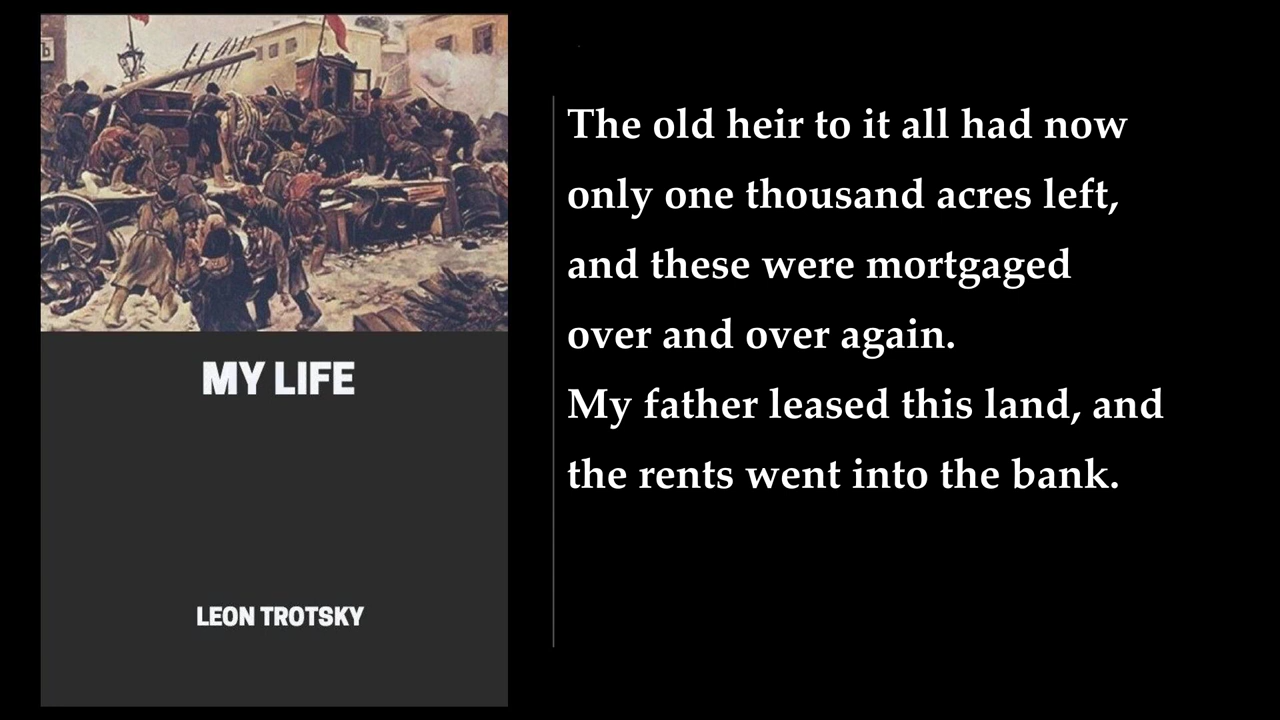 MY LIFE
LEON TROTSKY
The old heir to it all had now
only one thousand acres left,
and these were mortgaged
over and over again.
My father leased this land, and
the rents went into the bank.